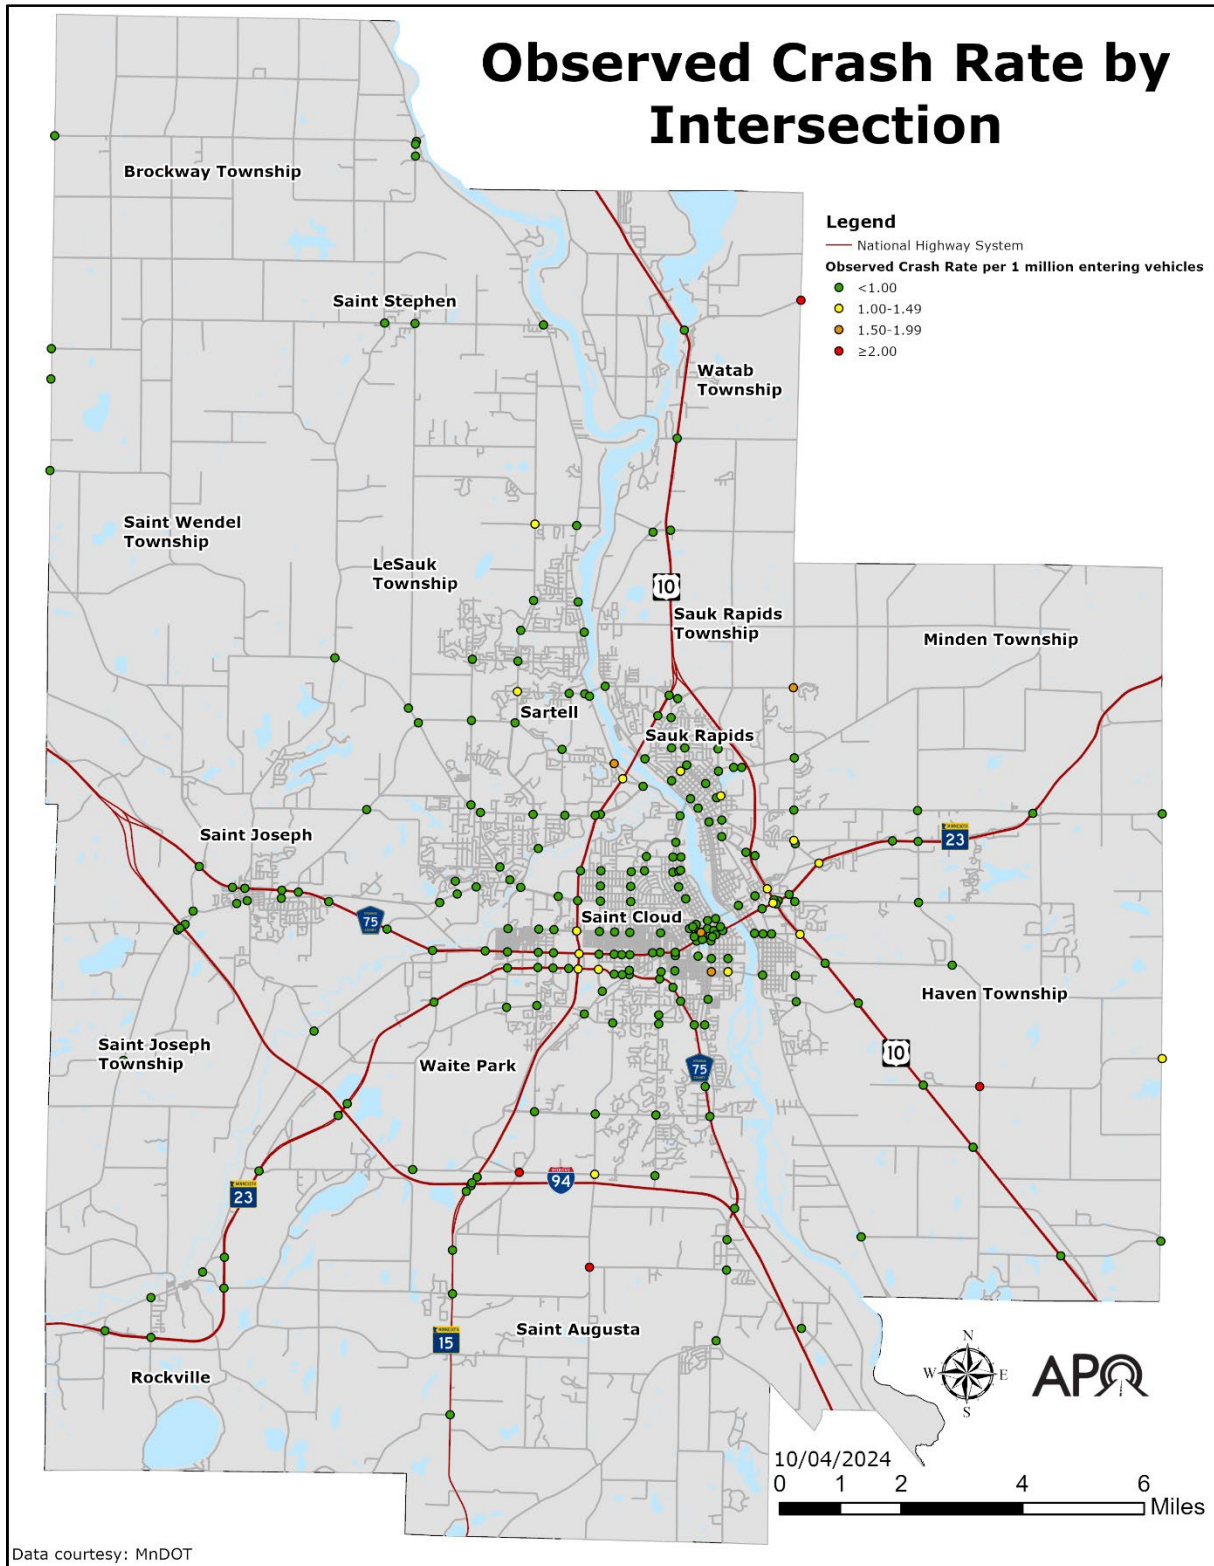 Observed Crash Rate by
Intersection
Brockway Township
Legend
National Highway System
Observed Crash Rate per 1 million entering vehicles
<1.00
1.00-1.49
1.50-1.99
≥2.00
Saint Stephen
Watab
Township
Saint Wendel
Township
LeSauk
Township
10
Sauk Rapids
Township
Minden Township
Sartell
Sauk Rapids
Saint Joseph
MINNESOTA
23
75
Saint Cloud
Haven Township
Saint Joseph
Township
Waite Park
10
75
94
MINNESOTA
23
MINNESOTA
15
Saint Augusta
Rockville
N
W
E
S
APO
10/04/2024
0 1 2 4 6
Miles
Data courtesy: MnDOT